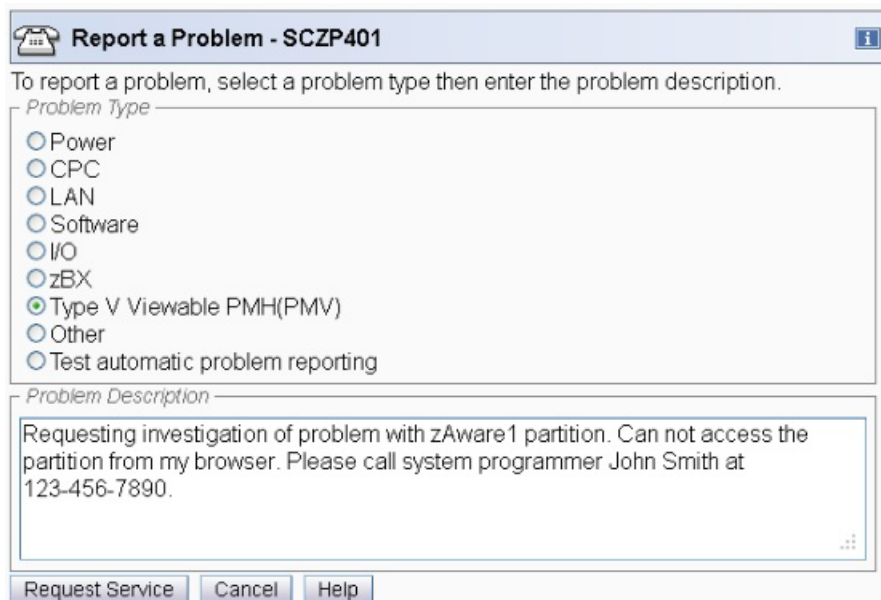 Report a Problem - SCZP401
i
To report a problem, select a problem type then enter the problem description.
Problem Type
Power
CPC
LAN
Software
I/O
zBX
Type V Viewable PMH(PMV)
Other
Test automatic problem reporting
Problem Description
Requesting investigation of problem with zAware1 partition. Can not access the
partition from my browser. Please call system programmer John Smith at
123-456-7890.
Request Service Cancel Help